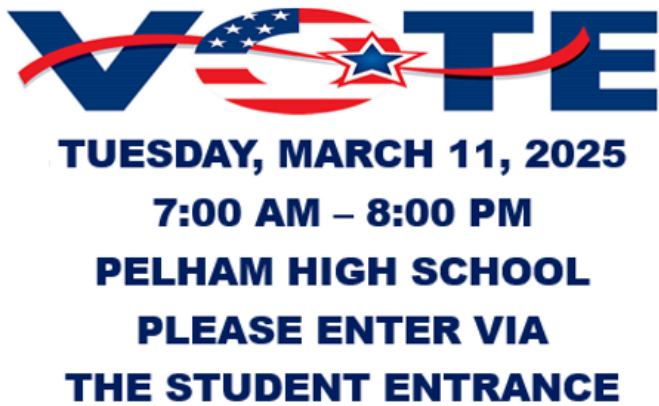 VOTE
TUESDAY, MARCH 11, 2025
7:00 AM – 8:00 PM
PELHAM HIGH SCHOOL
PLEASE ENTER VIA
THE STUDENT ENTRANCE